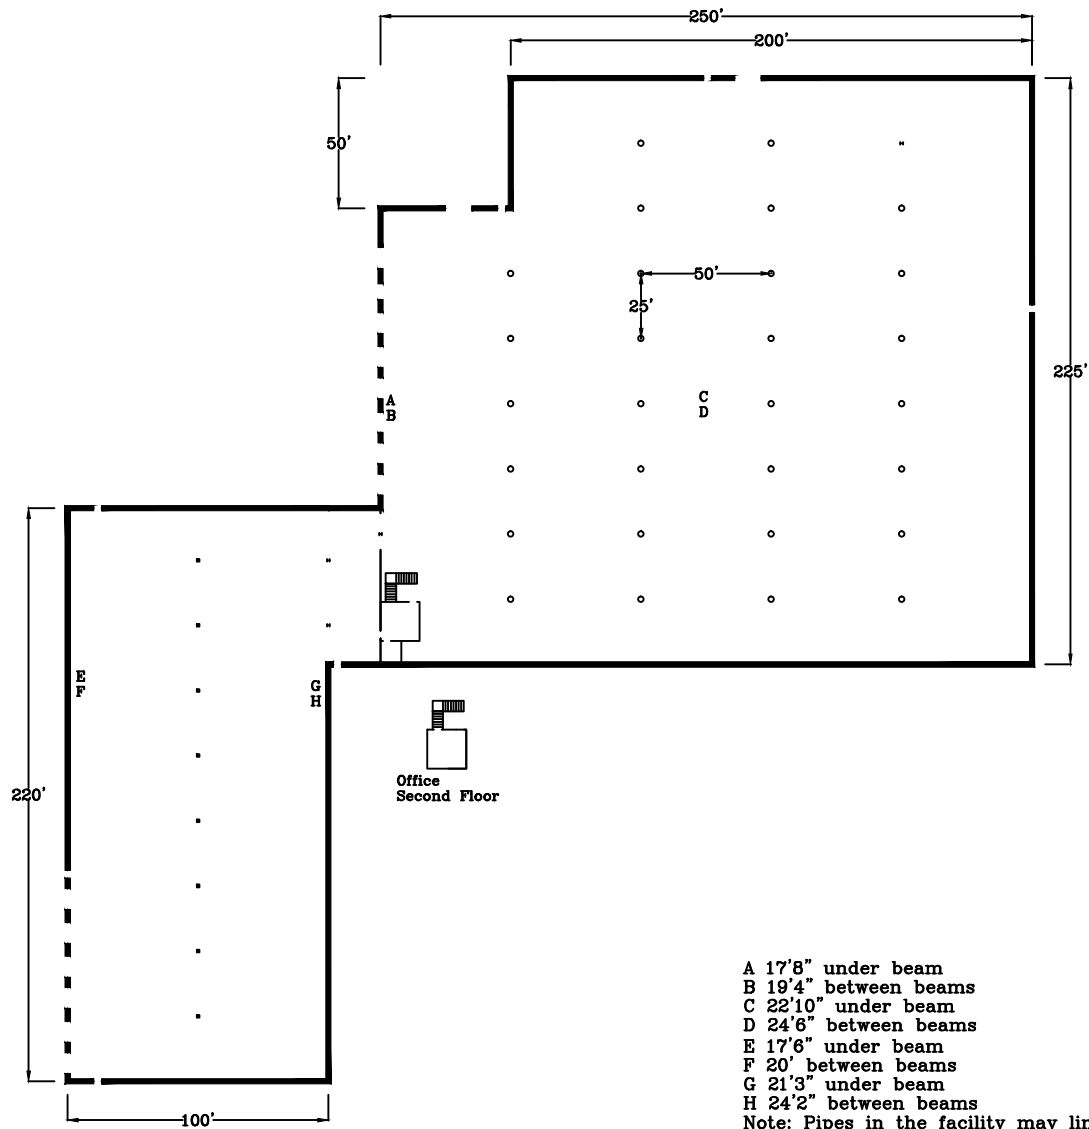 250'
200'
50'
50'
25'
225'
A
B
C
D
E
F
G
H
220'
Office
Second Floor
100'
A 17'8" under beam
B 19'4" between beams
C 22'10" under beam
D 24'6" between beams
E 17'6" under beam
F 20' between beams
G 21'3" under beam
H 24'2" between beams
Note: Pipes in the facility may